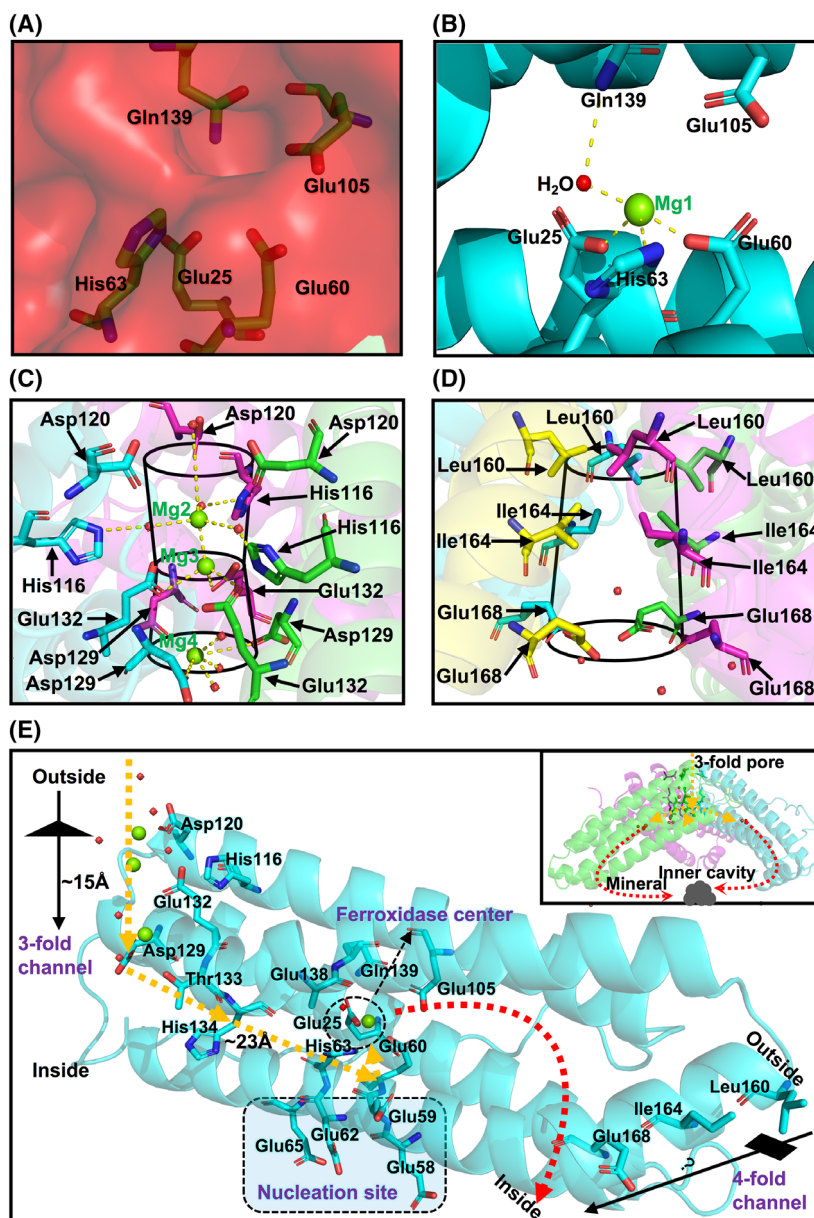 (A)
Gln139
Glu105
His63
Glu25
Glu60
(B)
Gln139
Glu105
H₂O
Mg1
Glu25
Glu60
His63
(C)
Asp120
Asp120
Asp120
His116
Mg2
His116
Mg3
His116
Glu132
Glu132
Asp129
Asp129
Mg4
Asp129
Glu132
(D)
Leu160
Leu160
Leu160
Leu160
Ile164
Ile164
Ile164
Ile164
Glu168
Glu168
Glu168
Glu168
(E)
Outside
~15Å
3-fold
channel
Inside
Asp120
His116
Glu132
Asp129
Thr133
His134
~23Å
Ferroxidase center
Glu138
Gln139
Glu105
Glu25
His63
Glu60
Glu59
Glu62
Glu65
Glu58
Nucleation site
3-fold pore
Inner cavity
Mineral
Outside
Leu160
Ile164
Glu168
?
Inside
4-fold
channel